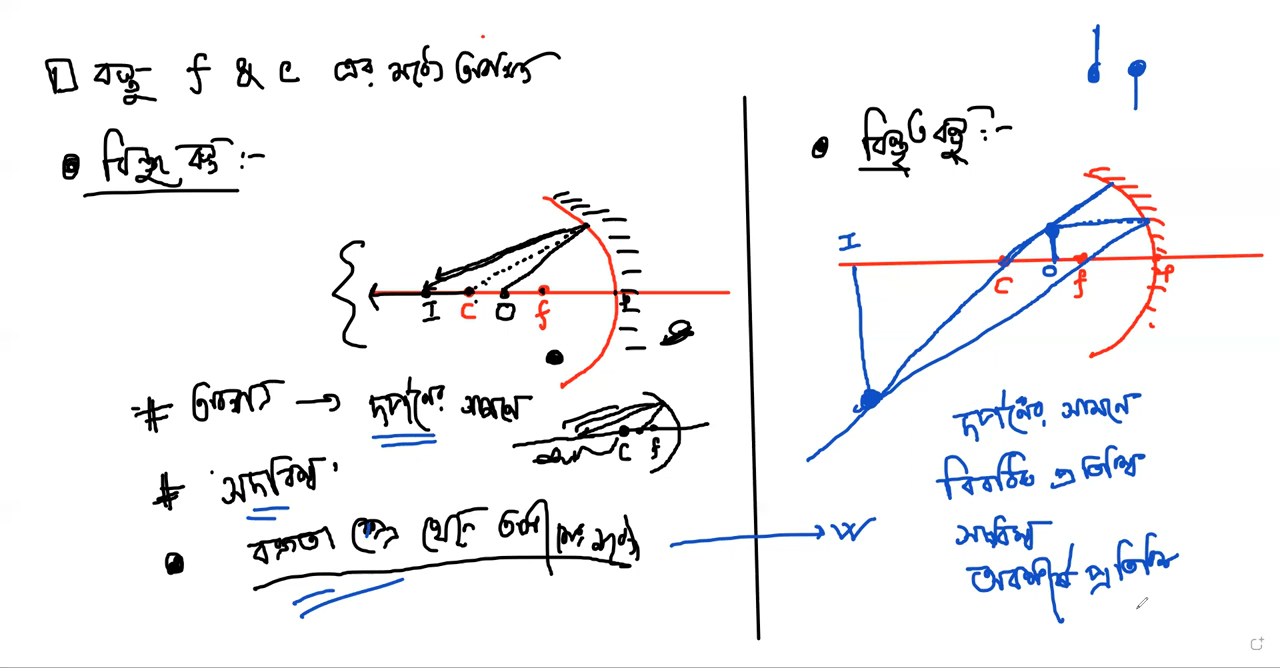 1 বস্তু f & c এর মধ্যে অবস্থিত
বিন্দু বস্তু :-
I C O f P
# অবস্থান → দর্পণের সামনে
C f
# সদবিম্ব
বক্রতা কেন্দ্র থেকে অসীমের মধ্যে
বিস্তৃত বস্তু :-
I C O f P
দর্পণের সামনে
বিবর্ধিত প্রতিবিম্ব
সদবিম্ব
অবশীর্ষ প্রতিবিম্ব